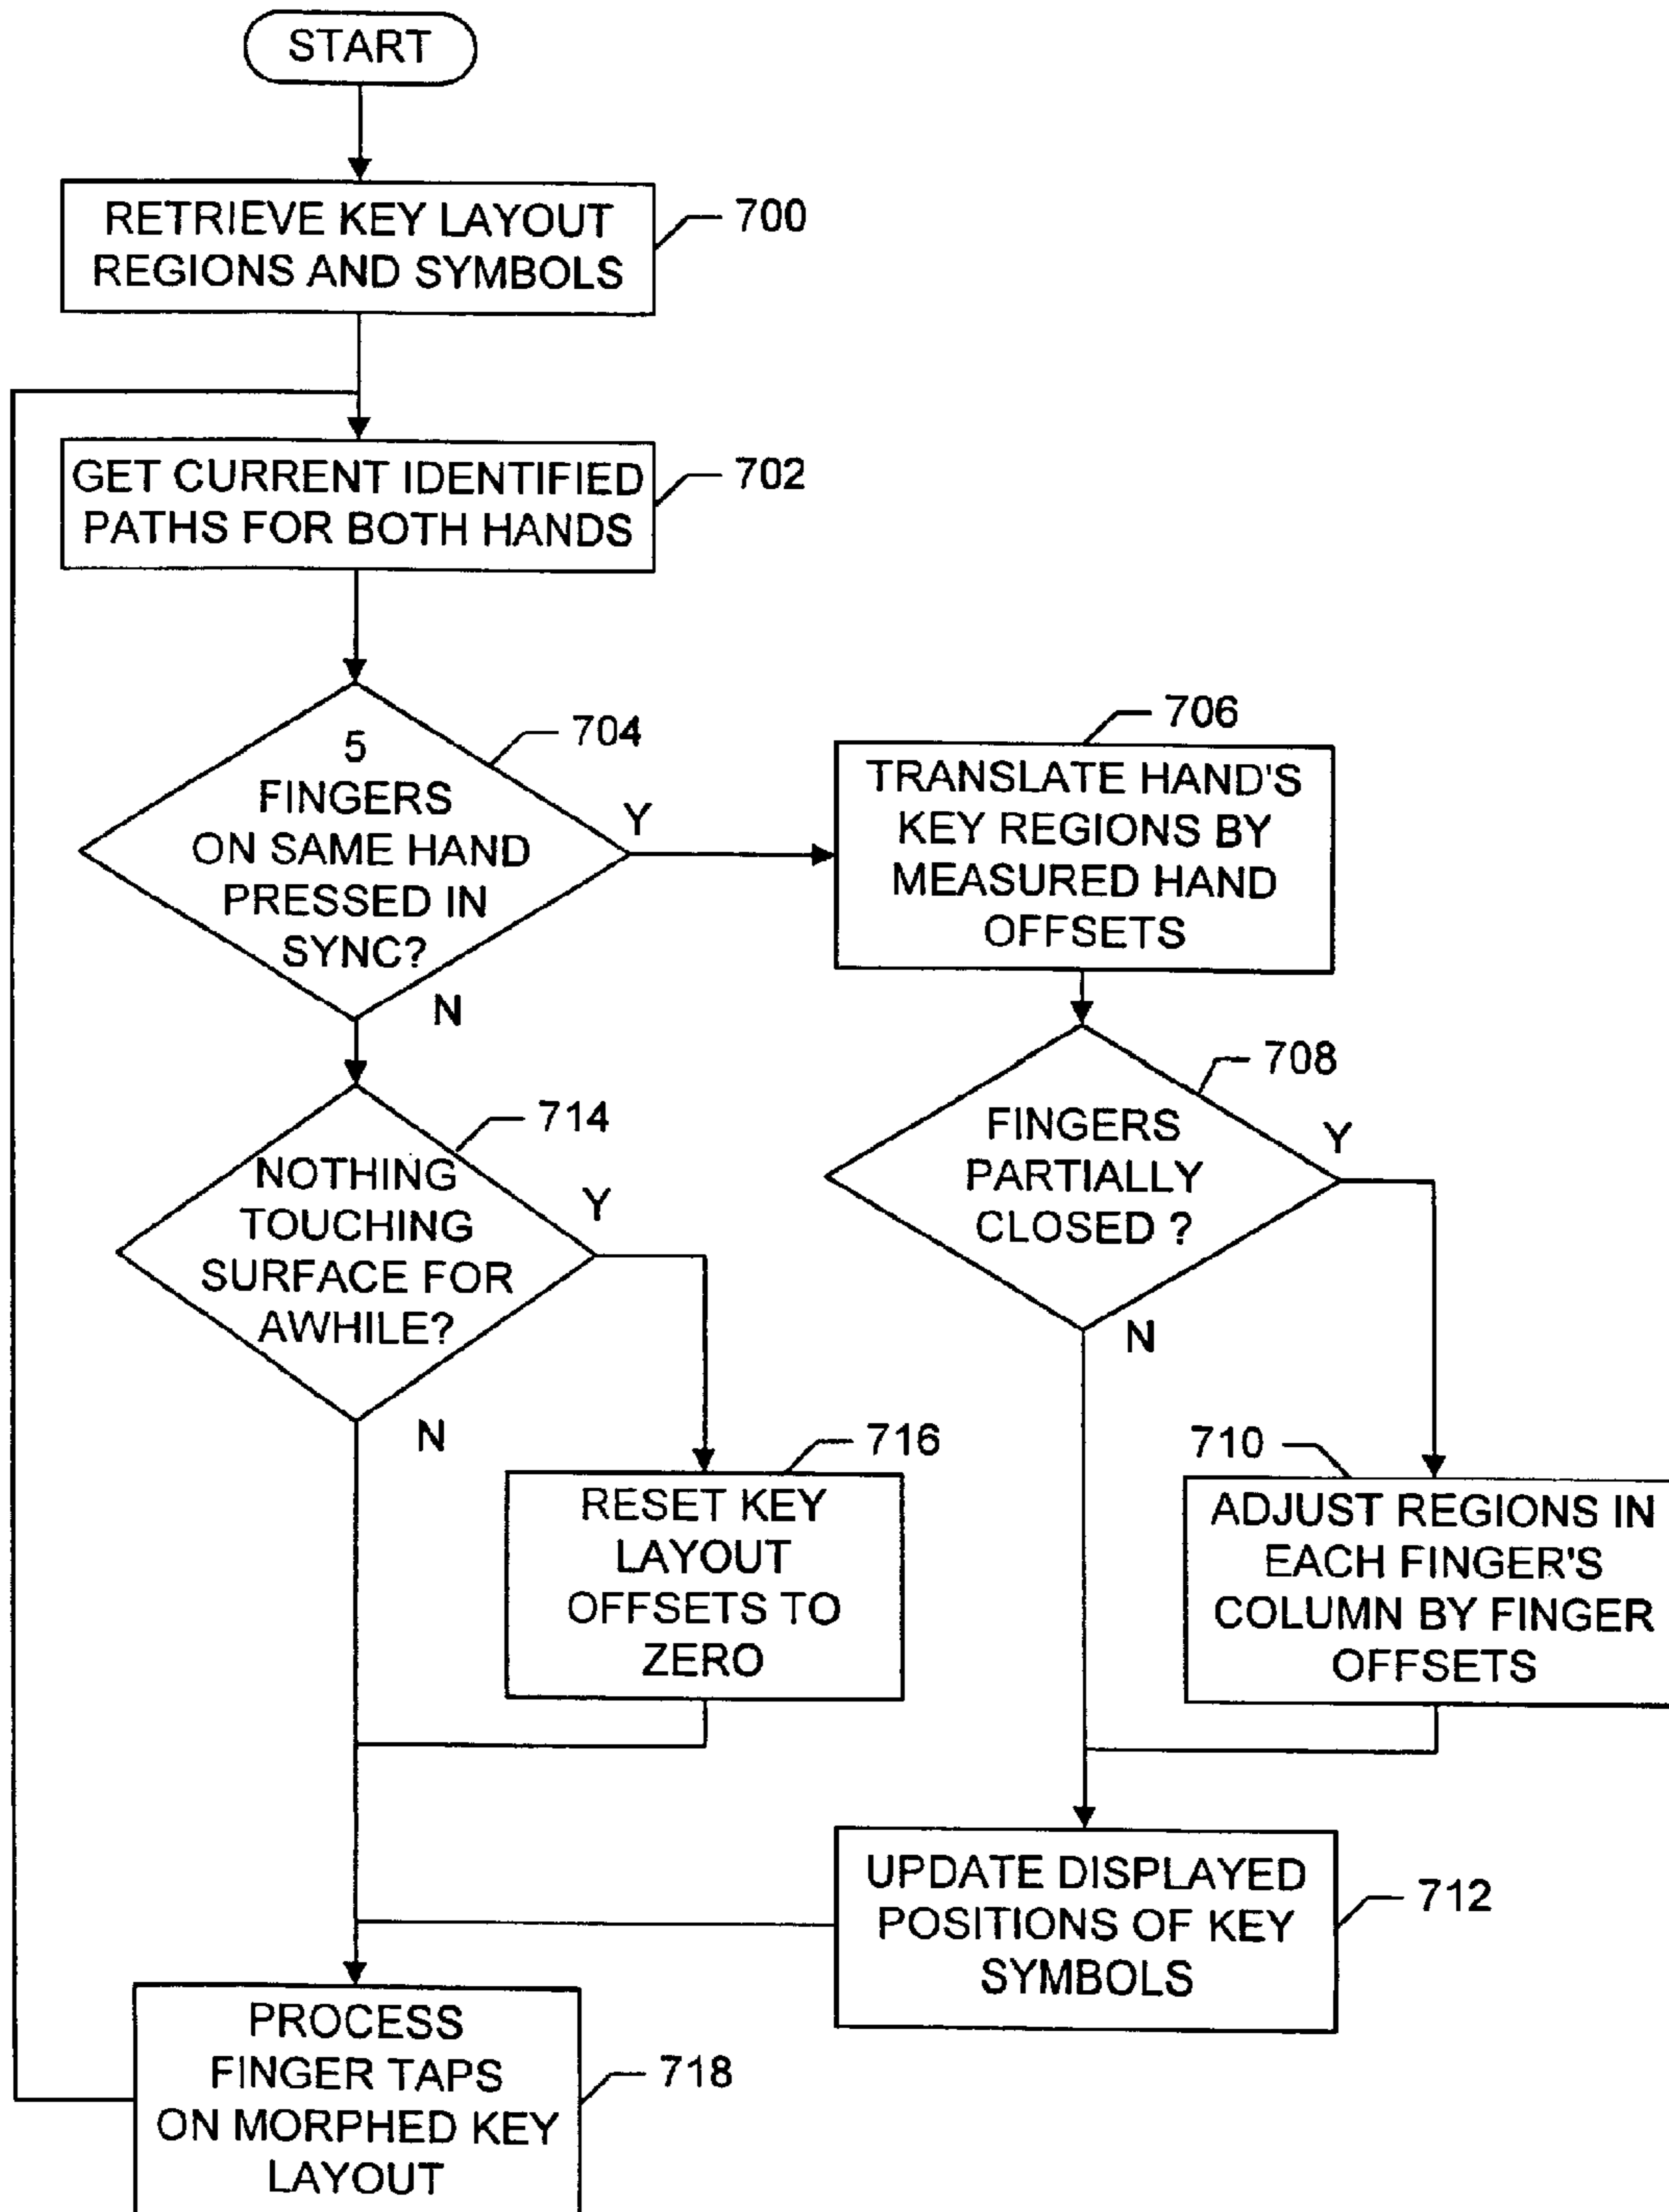 START
RETRIEVE KEY LAYOUT
REGIONS AND SYMBOLS
700
GET CURRENT IDENTIFIED
PATHS FOR BOTH HANDS
702
5
FINGERS
ON SAME HAND
PRESSED IN
SYNC?
704
Y
N
706
TRANSLATE HAND'S
KEY REGIONS BY
MEASURED HAND
OFFSETS
708
FINGERS
PARTIALLY
CLOSED ?
Y
N
714
NOTHING
TOUCHING
SURFACE FOR
AWHILE?
Y
N
716
RESET KEY
LAYOUT
OFFSETS TO
ZERO
710
ADJUST REGIONS IN
EACH FINGER'S
COLUMN BY FINGER
OFFSETS
UPDATE DISPLAYED
POSITIONS OF KEY
SYMBOLS
712
PROCESS
FINGER TAPS
ON MORPHED KEY
LAYOUT
718